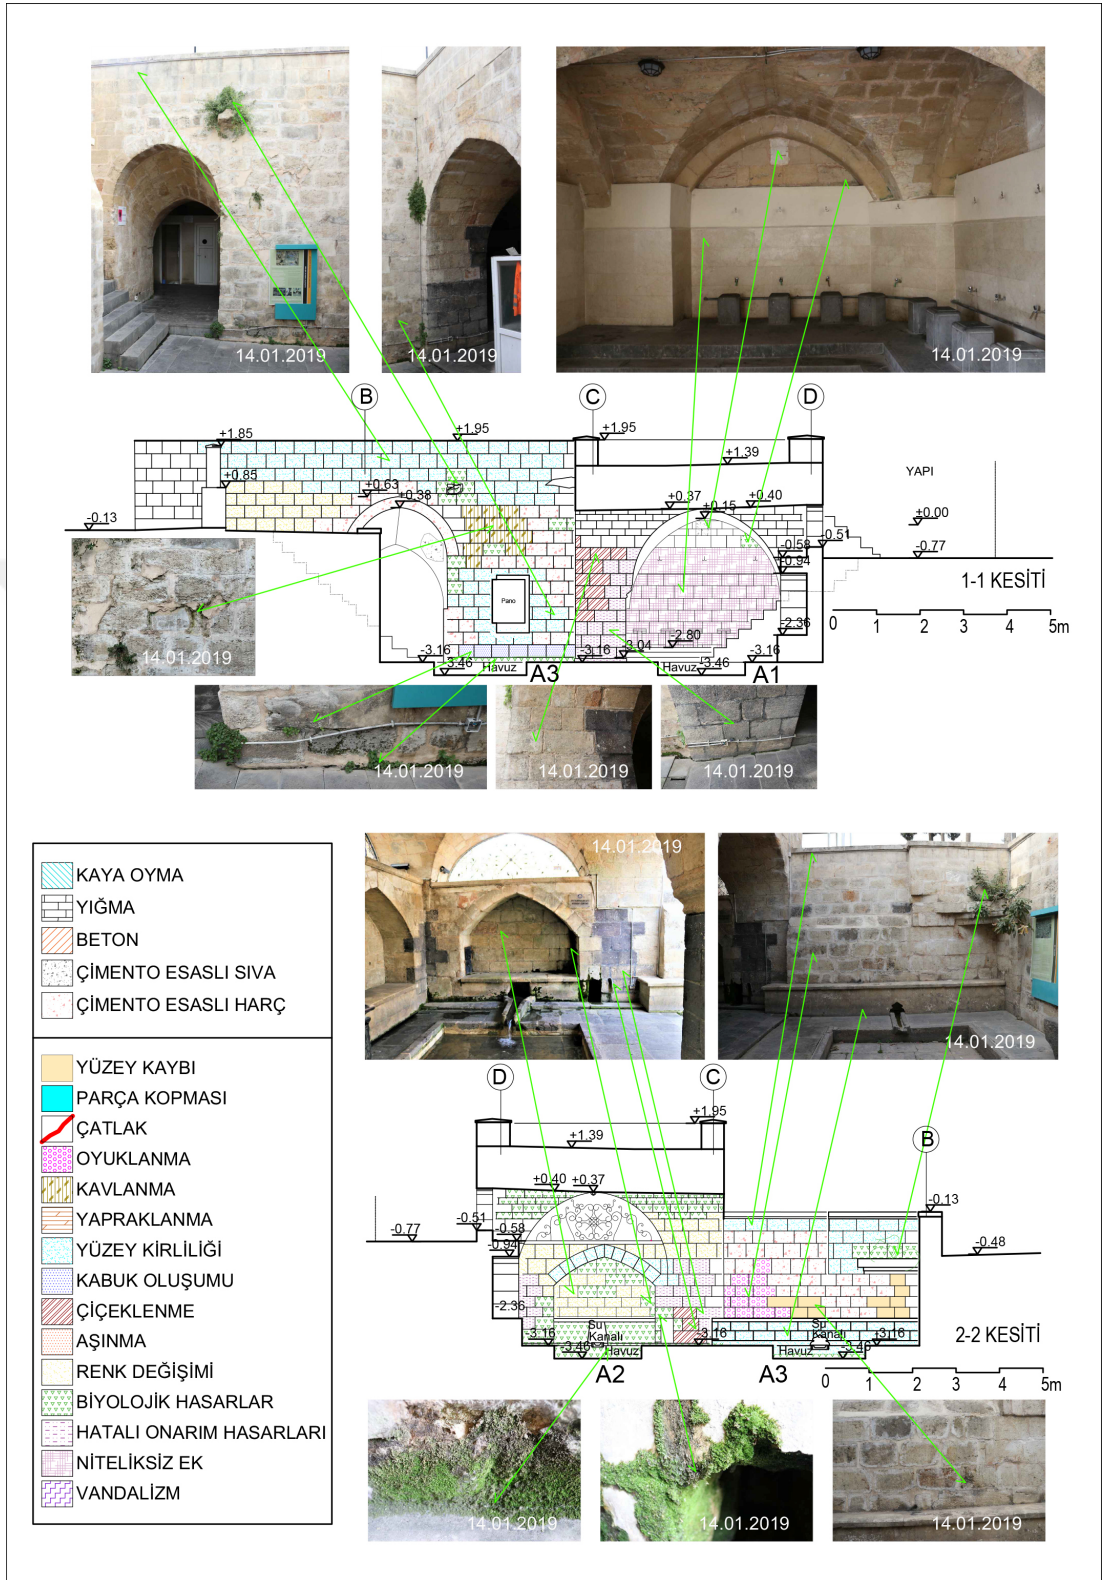 14.01.2019
14.01.2019
14.01.2019
B
C
D
+1.85
+1.95
+1.95
+1.39
YAPI
+0.85
+0.63
+0.38
+0.37
+0.15
+0.40
+0.00
-0.13
-0.51
-0.58
-0.77
-0.94
1-1 KESİTİ
Pano
0 1 2 3 4 5m
-2.36
-2.80
-3.04
-3.16
-3.16
-3.16
-3.46
Havuz
A3
Havuz
-3.46
A1
14.01.2019
14.01.2019
14.01.2019
14.01.2019
KAYA OYMA
YIĞMA
BETON
ÇİMENTO ESASLI SIVA
ÇİMENTO ESASLI HARÇ
YÜZEY KAYBI
PARÇA KOPMASI
ÇATLAK
OYUKLANMA
KAVLANMA
YAPRAKLANMA
YÜZEY KİRLİLİĞİ
KABUK OLUŞUMU
ÇİÇEKLENME
AŞINMA
RENK DEĞİŞİMİ
BİYOLOJİK HASARLAR
HATALI ONARIM HASARLARI
NİTELİKSİZ EK
VANDALİZM
14.01.2019
14.01.2019
D
C
B
+1.95
+1.39
+0.40
+0.37
-0.13
-0.51
-0.58
-0.77
-0.94
-0.48
-2.36
Su
Kanalı
Su
Kanalı
2-2 KESİTİ
-3.16
-3.16
-3.16
-3.46
Havuz
Havuz
-3.46
A2
A3
0 1 2 3 4 5m
14.01.2019
14.01.2019
14.01.2019